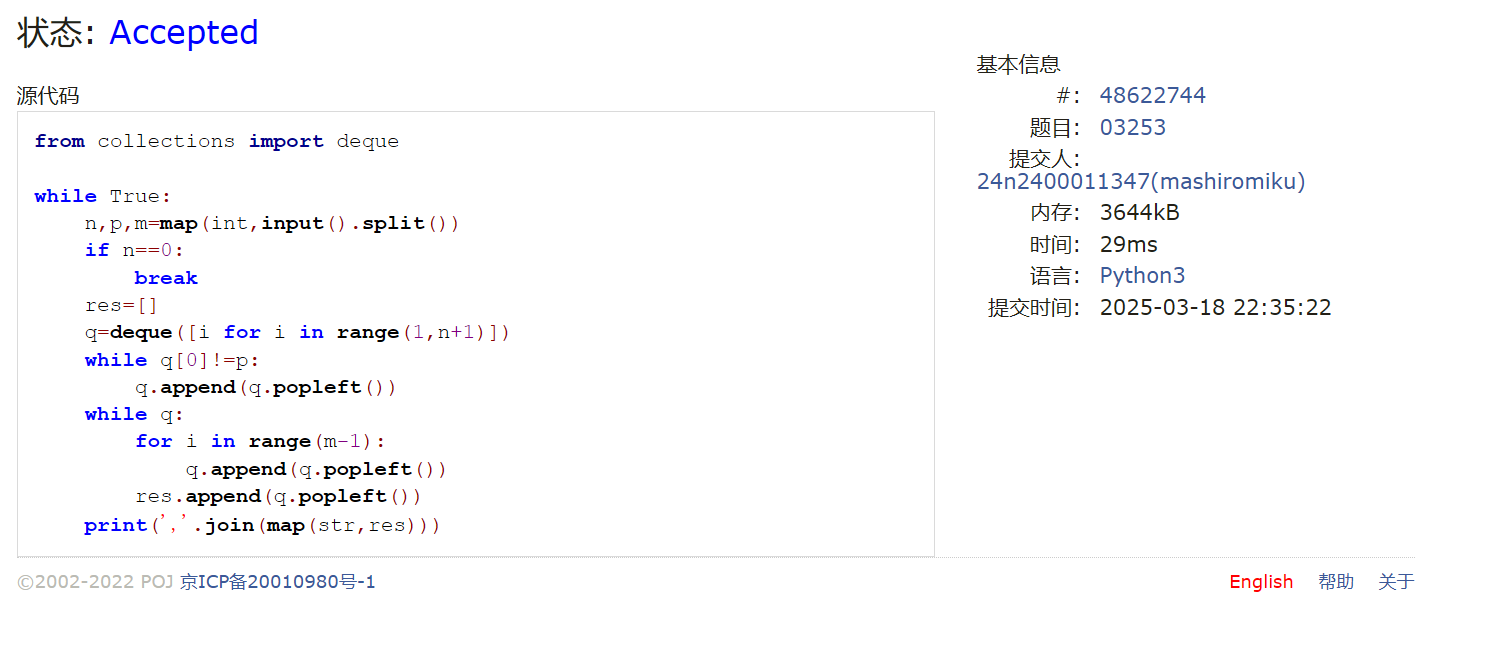 状态: Accepted
源代码
from collections import deque

while True:
    n,p,m=map(int,input().split())
    if n==0:
        break
    res=[]
    q=deque([i for i in range(1,n+1)])
    while q[0]!=p:
        q.append(q.popleft())
    while q:
        for i in range(m-1):
            q.append(q.popleft())
        res.append(q.popleft())
    print(','.join(map(str,res)))
基本信息
#: 48622744
题目: 03253
提交人:
24n2400011347(mashiromiku)
内存: 3644kB
时间: 29ms
语言: Python3
提交时间: 2025-03-18 22:35:22
©2002-2022 POJ 京ICP备20010980号-1
English 帮助 关于